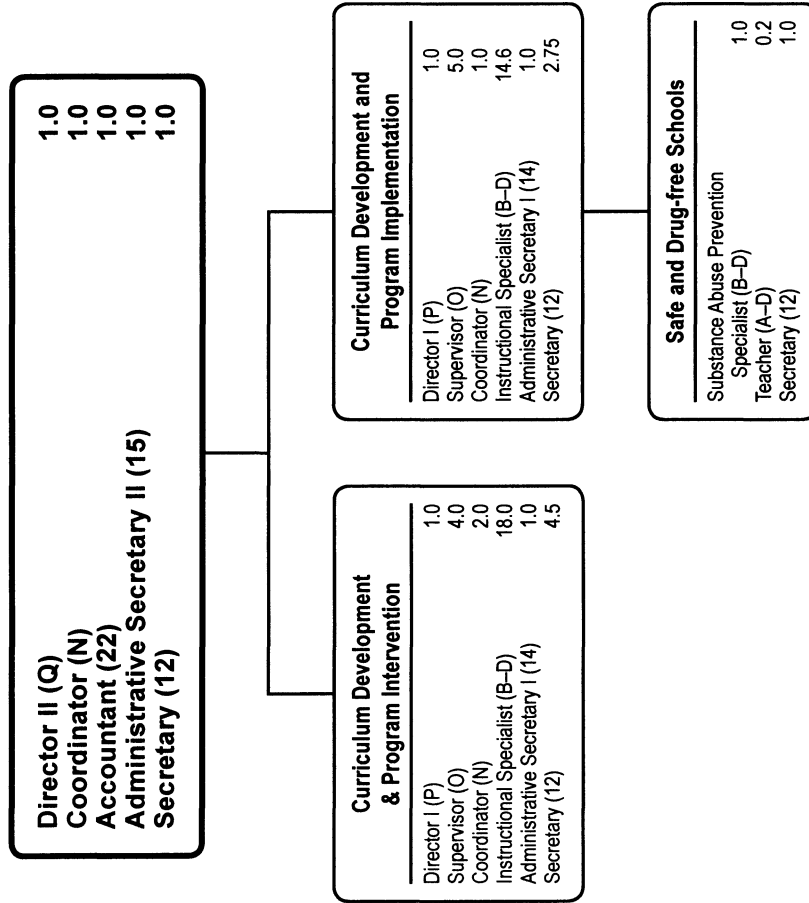 Director II (Q) 1.0
Coordinator (N) 1.0
Accountant (22) 1.0
Administrative Secretary II (15) 1.0
Secretary (12) 1.0
Curriculum Development
& Program Intervention
Director I (P) 1.0
Supervisor (O) 4.0
Coordinator (N) 2.0
Instructional Specialist (B–D) 18.0
Administrative Secretary I (14) 1.0
Secretary (12) 4.5
Curriculum Development and
Program Implementation
Director I (P) 1.0
Supervisor (O) 5.0
Coordinator (N) 1.0
Instructional Specialist (B–D) 14.6
Administrative Secretary I (14) 1.0
Secretary (12) 2.75
Safe and Drug-free Schools
Substance Abuse Prevention
Specialist (B–D) 1.0
Teacher (A–D) 0.2
Secretary (12) 1.0